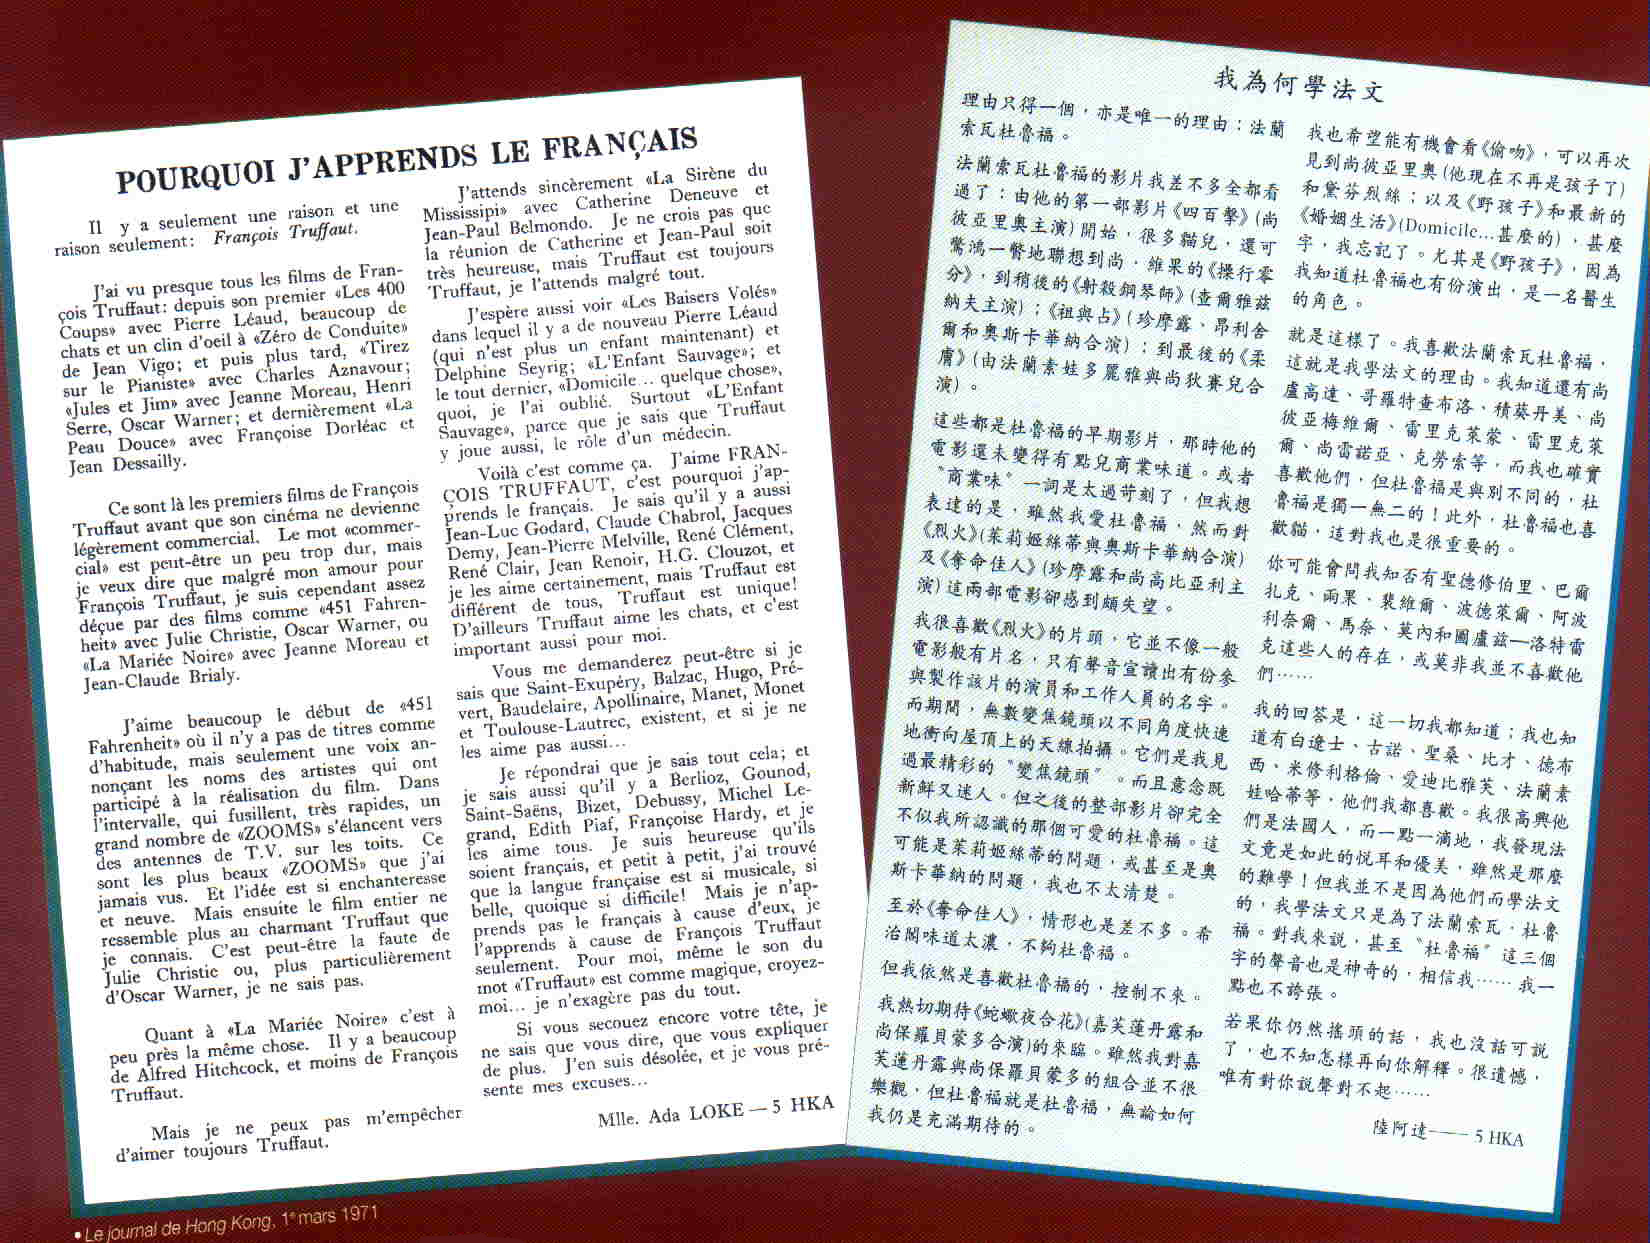 POURQUOI J'APPRENDS LE FRANÇAIS
Il y a seulement une raison et une
raison seulement: François Truffaut.
J'ai vu presque tous les films de Fran-
çois Truffaut: depuis son premier «Les 400
Coups» avec Pierre Léaud, beaucoup de
chats et un clin d'oeil à «Zéro de Conduite»
de Jean Vigo; et puis plus tard, «Tirez
sur le Pianiste» avec Charles Aznavour;
«Jules et Jim» avec Jeanne Moreau, Henri
Serre, Oscar Warner; et dernièrement «La
Peau Douce» avec Françoise Dorléac et
Jean Dessailly.
Ce sont là les premiers films de François
Truffaut avant que son cinéma ne devienne
légèrement commercial. Le mot «commer-
cial» est peut-être un peu trop dur, mais
je veux dire que malgré mon amour pour
François Truffaut, je suis cependant assez
déçue par des films comme «451 Fahren-
heit» avec Julie Christie, Oscar Warner, ou
«La Mariée Noire» avec Jeanne Moreau et
Jean-Claude Brialy.
J'aime beaucoup le début de «451
Fahrenheit» où il n'y a pas de titres comme
d'habitude, mais seulement une voix an-
nonçant les noms des artistes qui ont
participé à la réalisation du film. Dans
l'intervalle, qui fusillent, très rapides, un
grand nombre de «ZOOMS» s'élancent vers
des antennes de T.V. sur les toits. Ce
sont les plus beaux «ZOOMS» que j'ai
jamais vus. Et l'idée est si enchanteresse
et neuve. Mais ensuite le film entier ne
ressemble plus au charmant Truffaut que
je connais. C'est peut-être la faute de
Julie Christie ou, plus particulièrement
d'Oscar Warner, je ne sais pas.
Quant à «La Mariée Noire» c'est à
peu près la même chose. Il y a beaucoup
de Alfred Hitchcock, et moins de François
Truffaut.
Mais je ne peux pas m'empêcher
d'aimer toujours Truffaut.
J'attends sincèrement «La Sirène du
Mississipi» avec Catherine Deneuve et
Jean-Paul Belmondo. Je ne crois pas que
la réunion de Catherine et Jean-Paul soit
très heureuse, mais Truffaut est toujours
Truffaut, je l'attends malgré tout.
J'espère aussi voir «Les Baisers Volés»
dans lequel il y a de nouveau Pierre Léaud
(qui n'est plus un enfant maintenant) et
Delphine Seyrig; «L'Enfant Sauvage»; et
le tout dernier, «Domicile... quelque chose»,
quoi, je l'ai oublié. Surtout «L'Enfant
Sauvage», parce que je sais que Truffaut
y joue aussi, le rôle d'un médecin.
Voilà c'est comme ça. J'aime FRAN-
ÇOIS TRUFFAUT, c'est pourquoi j'ap-
prends le français. Je sais qu'il y a aussi
Jean-Luc Godard, Claude Chabrol, Jacques
Demy, Jean-Pierre Melville, René Clément,
René Clair, Jean Renoir, H.G. Clouzot, et
je les aime certainement, mais Truffaut est
différent de tous, Truffaut est unique!
D'ailleurs Truffaut aime les chats, et c'est
important aussi pour moi.
Vous me demanderez peut-être si je
sais que Saint-Exupéry, Balzac, Hugo, Pré-
vert, Baudelaire, Apollinaire, Manet, Monet
et Toulouse-Lautrec, existent, et si je ne
les aime pas aussi...
Je répondrai que je sais tout cela; et
je sais aussi qu'il y a Berlioz, Gounod,
Saint-Saëns, Bizet, Debussy, Michel Le-
grand, Edith Piaf, Françoise Hardy, et je
les aime tous. Je suis heureuse qu'ils
soient français, et petit à petit, j'ai trouvé
que la langue française est si musicale, si
belle, quoique si difficile! Mais je n'ap-
prends pas le français à cause d'eux, je
l'apprends à cause de François Truffaut
seulement. Pour moi, même le son du
mot «Truffaut» est comme magique, croyez-
moi... je n'exagère pas du tout.
Si vous secouez encore votre tête, je
ne sais que vous dire, que vous expliquer
de plus. J'en suis désolée, et je vous pré-
sente mes excuses...
Mlle. Ada LOKE — 5 HKA
我為何學法文
理由只得一個，亦是唯一的理由：法蘭
索瓦杜魯福。
法蘭索瓦杜魯福的影片我差不多全部看
過了：由他的第一部影片《四百擊》(尚
彼亞里奧主演)開始，很多貓兒，還可
驚鴻一瞥地聯想到尚．維果的《操行零
分》，到稍後的《射殺鋼琴師》(查爾雅茲
納夫主演)；《祖與占》(珍摩露、昂利舍
爾和奧斯卡華納合演)；到最後的《柔
膚》(由法蘭素娃多麗雅與尚狄賽兒合
演)。
這些都是杜魯福的早期影片，那時他的
電影還未變得有點兒商業味道。或者
〝商業味〞一詞是太過苛刻了，但我想
表達的是，雖然我愛杜魯福，然而對
《烈火》(茱莉姬絲蒂與奧斯卡華納合演)
及《奪命佳人》(珍摩露和尚高比亞利主
演)這兩部電影卻感到頗失望。
我很喜歡《烈火》的片頭，它並不像一般
電影般有片名，只有聲音宣讀出有份參
與製作該片的演員和工作人員的名字。
而期間，無數變焦鏡頭以不同角度快速
地衝向屋頂上的天線拍攝。它們是我見
過最精彩的〝變焦鏡頭〞。而且意念既
新鮮又迷人。但之後的整部影片卻完全
不似我所認識的那個可愛的杜魯福。這
可能是茱莉姬絲蒂的問題，或甚至是奧
斯卡華納的問題，我也不太清楚。
至於《奪命佳人》，情形也是差不多。希
治閣味道太濃，不夠杜魯福。
但我依然是喜歡杜魯福的，控制不來。
我熱切期待《蛇蠍夜合花》(嘉芙蓮丹露和
尚保羅貝蒙多合演)的來臨。雖然我對嘉
芙蓮丹露與尚保羅貝蒙多的組合並不很
樂觀，但杜魯福就是杜魯福，無論如何
我仍是充滿期待的。
我也希望能有機會看《偷吻》，可以再次
見到尚彼亞里奧(他現在不再是孩子了)
和黛芬烈絲；以及《野孩子》和最新的
《婚姻生活》(Domicile...甚麼的)，甚麼
字，我忘記了。尤其是《野孩子》，因為
我知道杜魯福也有份演出，是一名醫生
的角色。
就是這樣了。我喜歡法蘭索瓦杜魯福，
這就是我學法文的理由。我知道還有尚
盧高達、哥羅特查布洛、積葵丹美、尚
彼亞梅維爾、雷里克萊蒙、雷里克萊
爾、尚雷諾亞、克勞索等，而我也確實
喜歡他們，但杜魯福是與別不同的，杜
魯福是獨一無二的！此外，杜魯福也喜
歡貓，這對我也是很重要的。
你可能會問我知否有聖德修伯里、巴爾
扎克、雨果、裴維爾、波德萊爾、阿波
利奈爾、馬奈、莫內和圖盧茲—洛特雷
克這些人的存在，或莫非我並不喜歡他
們……
我的回答是，這一切我都知道；我也知
道有白遼士、古諾、聖桑、比才、德布
西、米修利格倫、愛迪比雅芙、法蘭素
娃哈蒂等，他們我都喜歡。我很高興他
們是法國人，而一點一滴地，我發現法
文竟是如此的悅耳和優美，雖然是那麼
的難學！但我並不是因為他們而學法文
的，我學法文只是為了法蘭索瓦．杜魯
福。對我來說，甚至〝杜魯福〞這三個
字的聲音也是神奇的，相信我……我一
點也不誇張。
若果你仍然搖頭的話，我也沒話可說
了，也不知怎樣再向你解釋。很遺憾，
唯有對你說聲對不起……
陸阿達—— 5 HKA
• Le journal de Hong Kong, 1e mars 1971